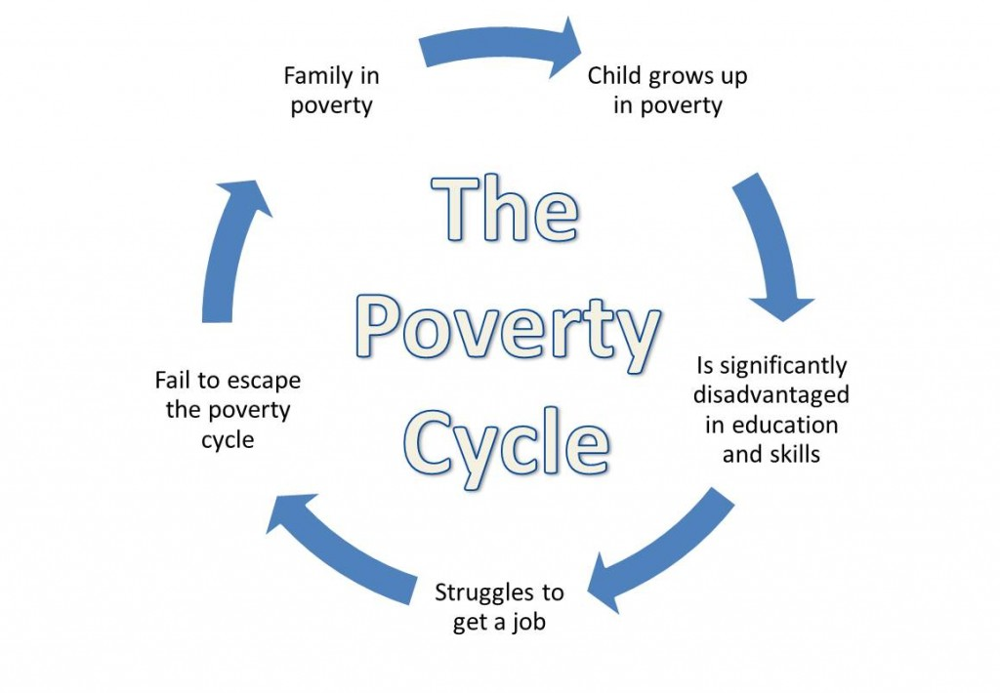 Family in
poverty
Child grows up
in poverty
The
Poverty
Cycle
Is significantly
disadvantaged
in education
and skills
Fail to escape
the poverty
cycle
Struggles to
get a job